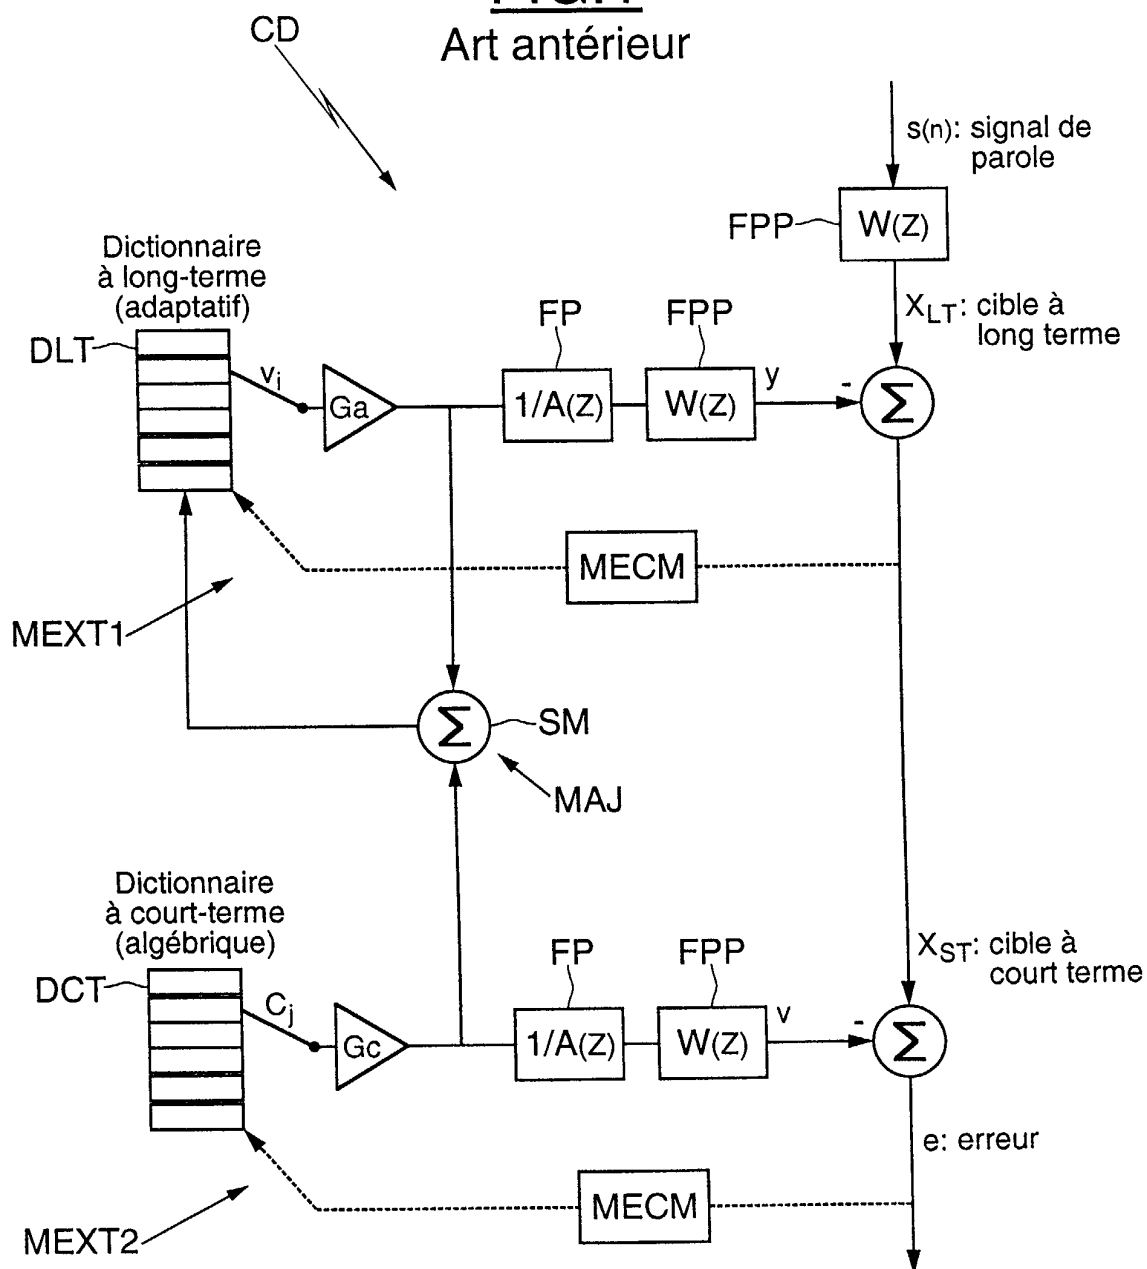 Art antérieur
CD
s(n): signal de
parole
FPP
W(z)
Dictionnaire
à long-terme
(adaptatif)
XLT: cible à
long terme
DLT
vi
Ga
FP
1/A(z)
FPP
W(z)
y
-
Σ
MECM
MEXT1
Σ
SM
MAJ
Dictionnaire
à court-terme
(algébrique)
XST: cible à
court terme
DCT
Cj
Gc
FP
1/A(z)
FPP
W(z)
v
-
Σ
e: erreur
MECM
MEXT2